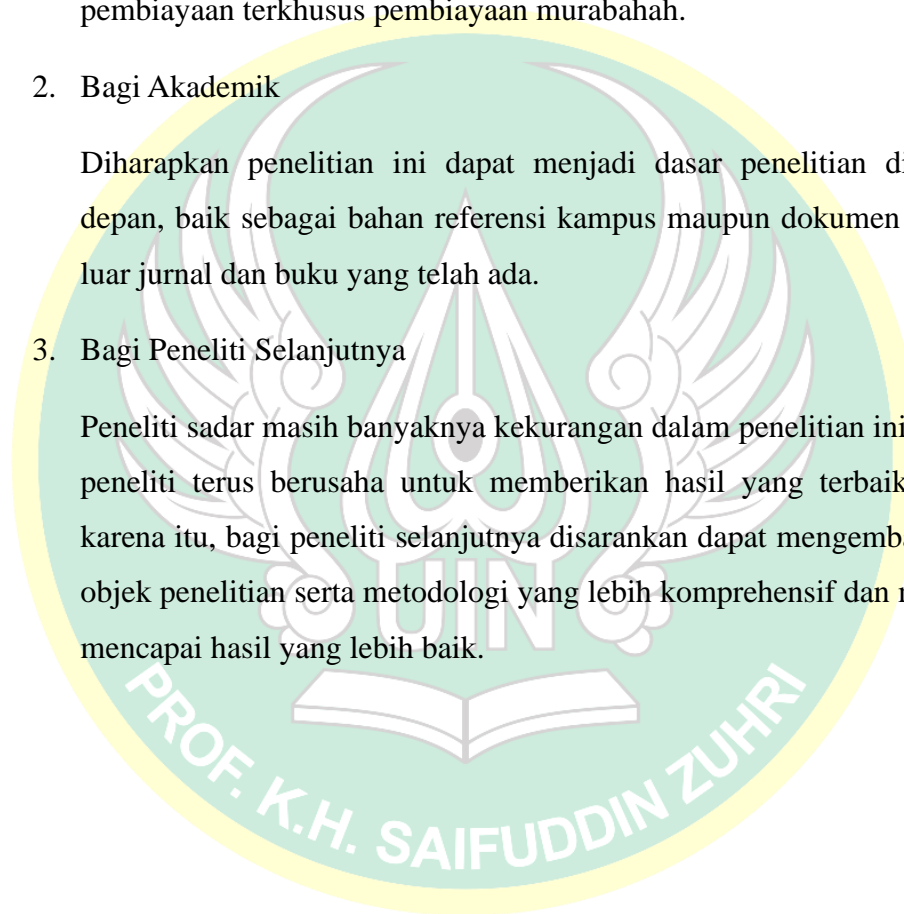 pembiayaan terkhusus pembiayaan murabahah.
2. Bagi Akademik
Diharapkan penelitian ini dapat menjadi dasar penelitian di
depan, baik sebagai bahan referensi kampus maupun dokumen
luar jurnal dan buku yang telah ada.
3. Bagi Peneliti Selanjutnya
Peneliti sadar masih banyaknya kekurangan dalam penelitian ini
peneliti terus berusaha untuk memberikan hasil yang terbaik
karena itu, bagi peneliti selanjutnya disarankan dapat
objek penelitian serta metodologi yang lebih komprehensif dan
mencapai hasil yang lebih baik.
UIN
PROF. K.H. SAIFUDDIN ZUHRI